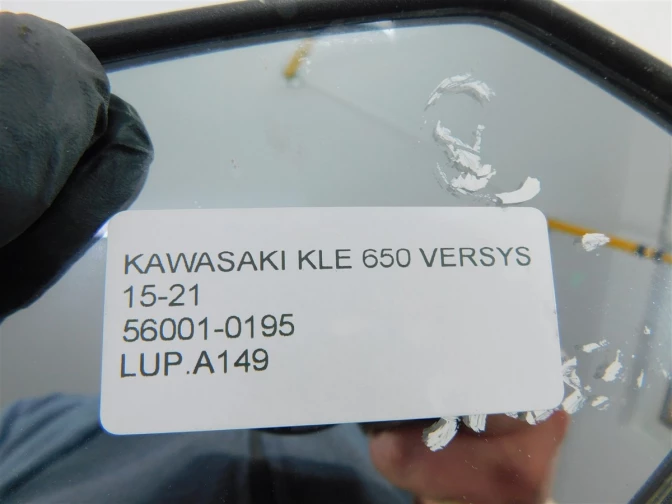 KAWASAKI KLE 650 VERSYS
15-21
56001-0195
LUP.A149